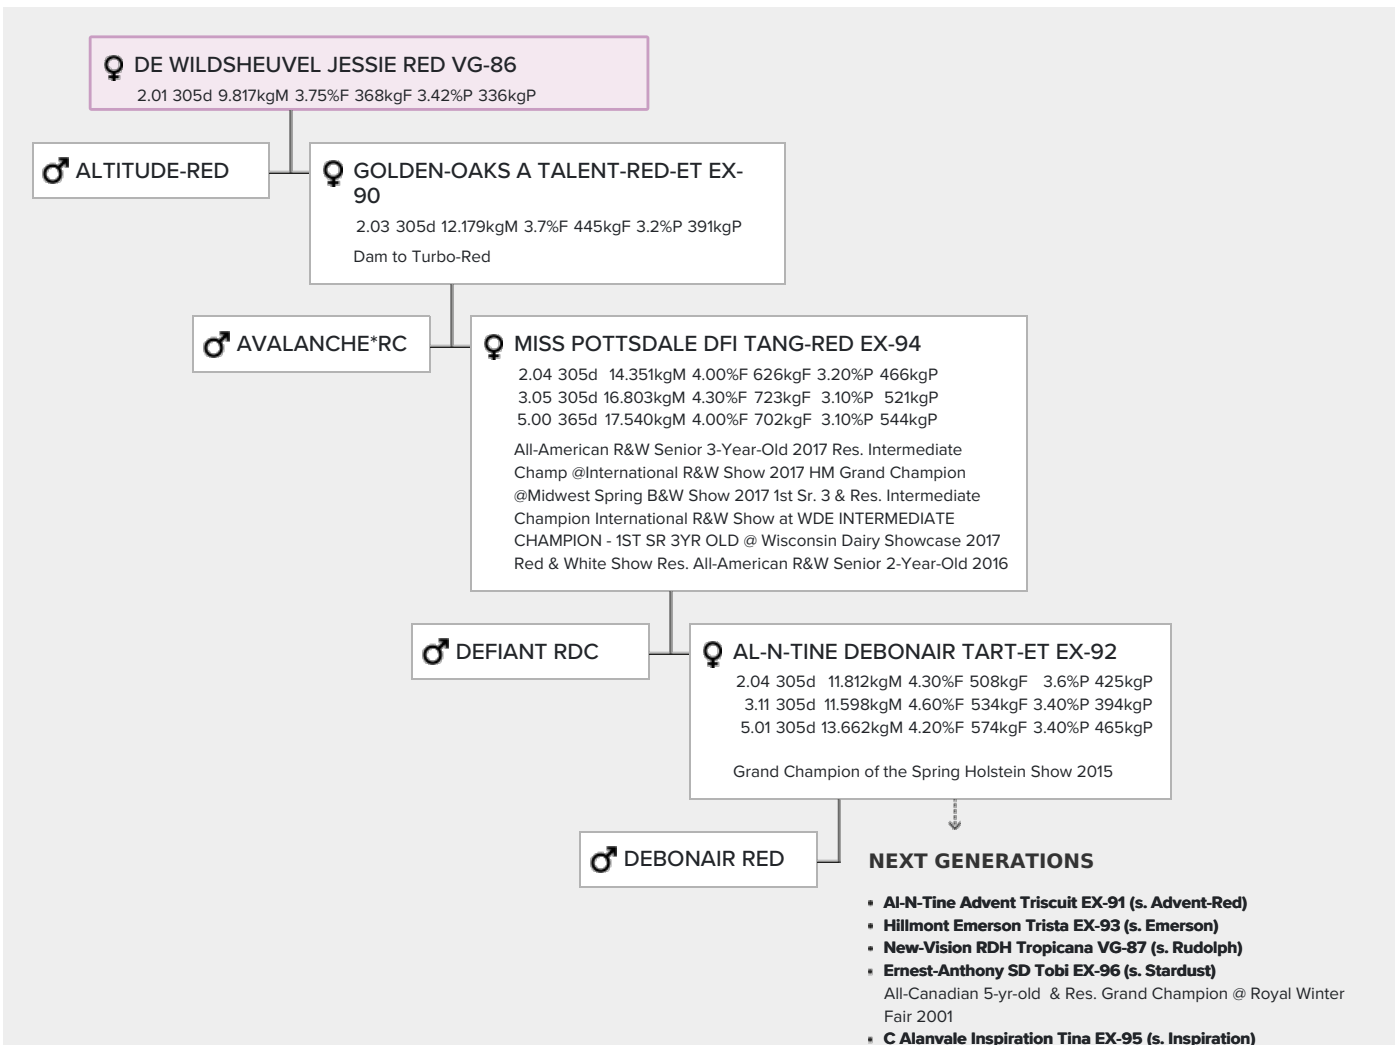 DE WILDSHEUVEL JESSIE RED VG-86
2.01 305d 9.817kgM 3.75%F 368kgF 3.42%P 336kgP
ALTITUDE-RED
GOLDEN-OAKS A TALENT-RED-ET EX-
90
2.03 305d 12.179kgM 3.7%F 445kgF 3.2%P 391kgP
Dam to Turbo-Red
AVALANCHE*RC
MISS POTTSDALE DFI TANG-RED EX-94
2.04 305d 14.351kgM 4.00%F 626kgF 3.20%P 466kgP
3.05 305d 16.803kgM 4.30%F 723kgF 3.10%P 521kgP
5.00 365d 17.540kgM 4.00%F 702kgF 3.10%P 544kgP
All-American R&W Senior 3-Year-Old 2017 Res. Intermediate
Champ @International R&W Show 2017 HM Grand Champion
@Midwest Spring B&W Show 2017 1st Sr. 3 & Res. Intermediate
Champion International R&W Show at WDE INTERMEDIATE
CHAMPION - 1ST SR 3YR OLD @ Wisconsin Dairy Showcase 2017
Red & White Show Res. All-American R&W Senior 2-Year-Old 2016
DEFIANT RDC
AL-N-TINE DEBONAIR TART-ET EX-92
2.04 305d 11.812kgM 4.30%F 508kgF 3.6%P 425kgP
3.11 305d 11.598kgM 4.60%F 534kgF 3.40%P 394kgP
5.01 305d 13.662kgM 4.20%F 574kgF 3.40%P 465kgP
Grand Champion of the Spring Holstein Show 2015
DEBONAIR RED
NEXT GENERATIONS
• Al-N-Tine Advent Triscuit EX-91 (s. Advent-Red)
• Hillmont Emerson Trista EX-93 (s. Emerson)
• New-Vision RDH Tropicana VG-87 (s. Rudolph)
• Ernest-Anthony SD Tobi EX-96 (s. Stardust)
All-Canadian 5-yr-old & Res. Grand Champion @ Royal Winter
Fair 2001
• C Alanvale Inspiration Tina EX-95 (s. Inspiration)